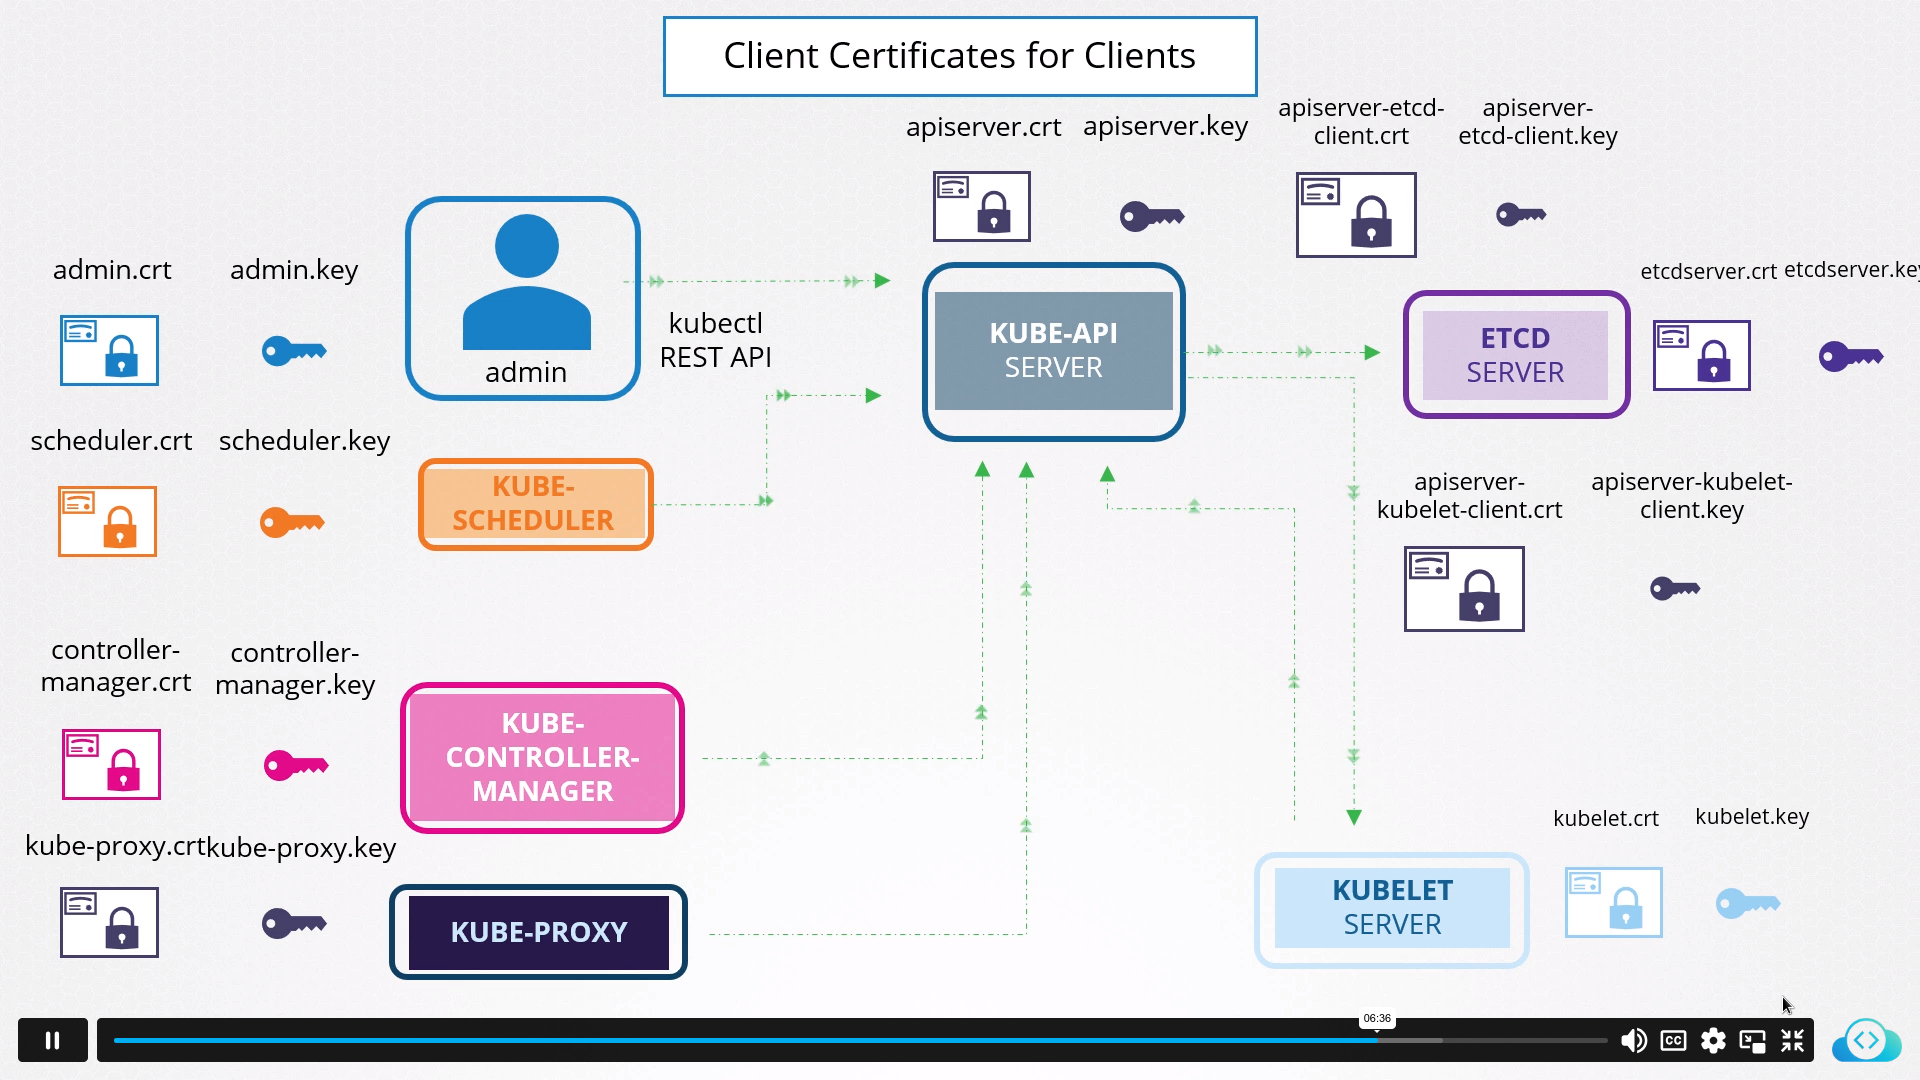 Client Certificates for Clients
apiserver.crt
apiserver.key
apiserver-etcd-
client.crt
apiserver-
etcd-client.key
admin.crt
admin.key
admin
kubectl
REST API
KUBE-API
SERVER
ETCD
SERVER
etcdserver.crt
etcdserver.key
scheduler.crt
scheduler.key
KUBE-
SCHEDULER
apiserver-
kubelet-client.crt
apiserver-kubelet-
client.key
controller-
manager.crt
controller-
manager.key
KUBE-
CONTROLLER-
MANAGER
kube-proxy.crt
kube-proxy.key
KUBE-PROXY
KUBELET
SERVER
kubelet.crt
kubelet.key
06:36
CC